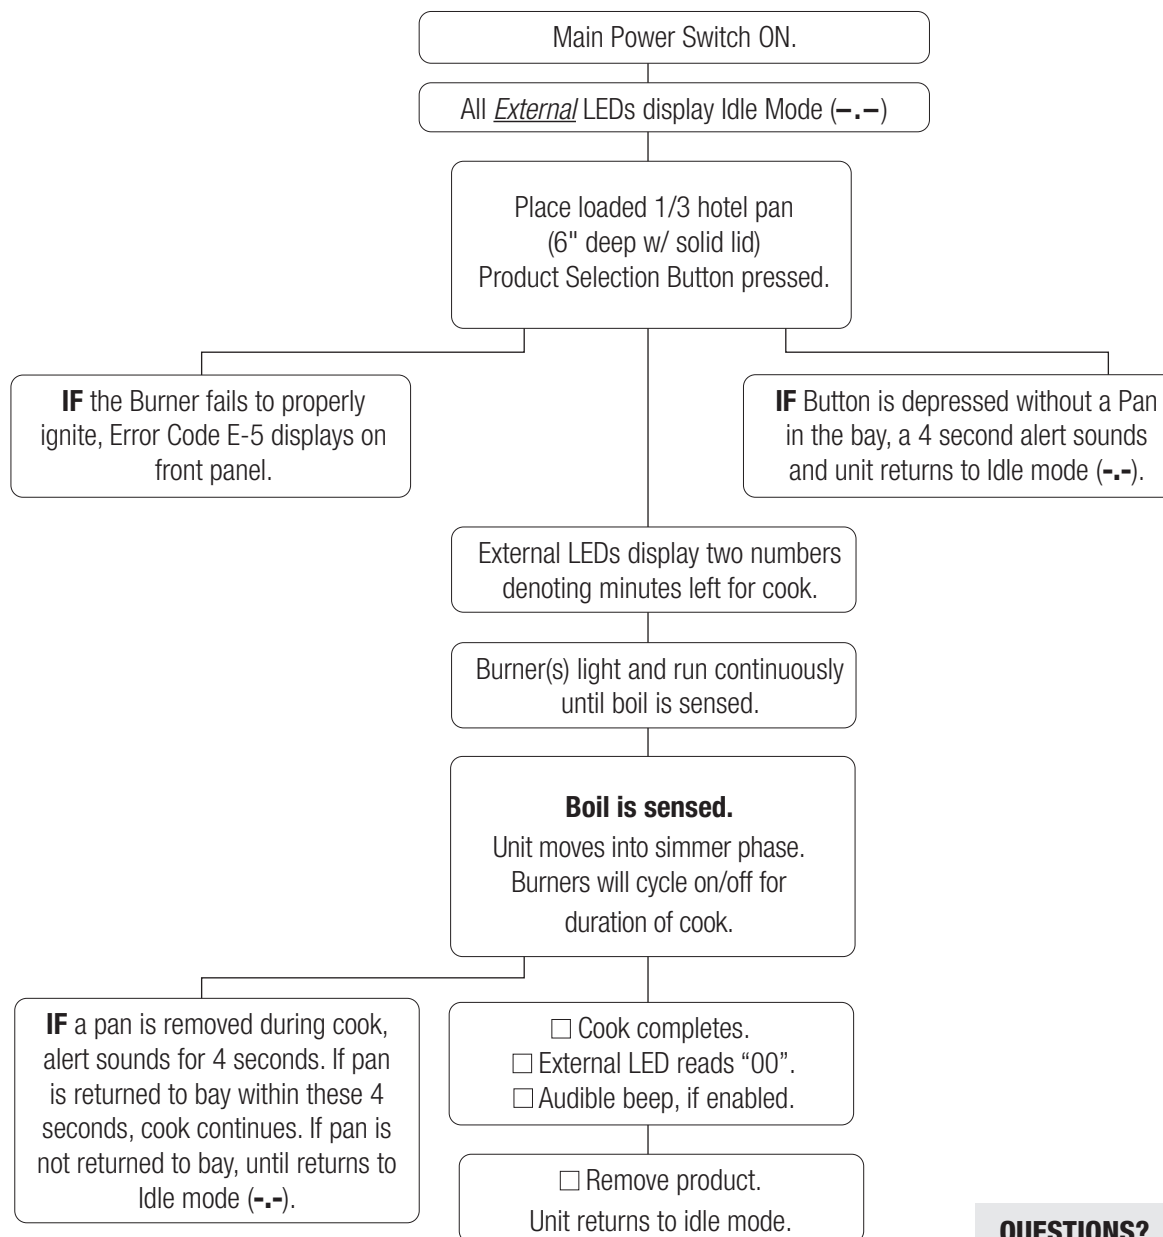 Main Power Switch ON.
All External LEDs display Idle Mode (–.–)
Place loaded 1/3 hotel pan
(6" deep w/ solid lid)
Product Selection Button pressed.
IF the Burner fails to properly
ignite, Error Code E-5 displays on
front panel.
IF Button is depressed without a Pan
in the bay, a 4 second alert sounds
and unit returns to Idle mode (-.-).
External LEDs display two numbers
denoting minutes left for cook.
Burner(s) light and run continuously
until boil is sensed.
Boil is sensed.
Unit moves into simmer phase.
Burners will cycle on/off for
duration of cook.
IF a pan is removed during cook,
alert sounds for 4 seconds. If pan
is returned to bay within these 4
seconds, cook continues. If pan is
not returned to bay, until returns to
Idle mode (-.-).
☐ Cook completes.
☐ External LED reads “00”.
☐ Audible beep, if enabled.
☐ Remove product.
Unit returns to idle mode.
QUESTIONS?